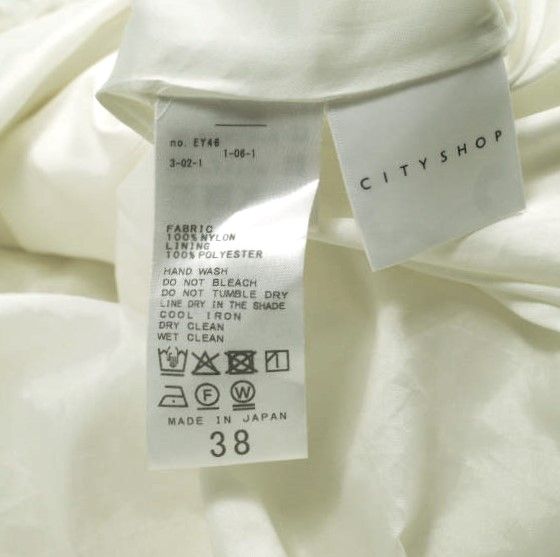 no. EY46
1-06-1
3-02-1
FABRIC
100% NYLON
LINING
100% POLYESTER
HAND WASH
DO NOT BLEACH
DO NOT TUMBLE DRY
LINE DRY IN THE SHADE
COOL IRON
DRY CLEAN
WET CLEAN
F W
MADE IN JAPAN
38
CITYSHOP